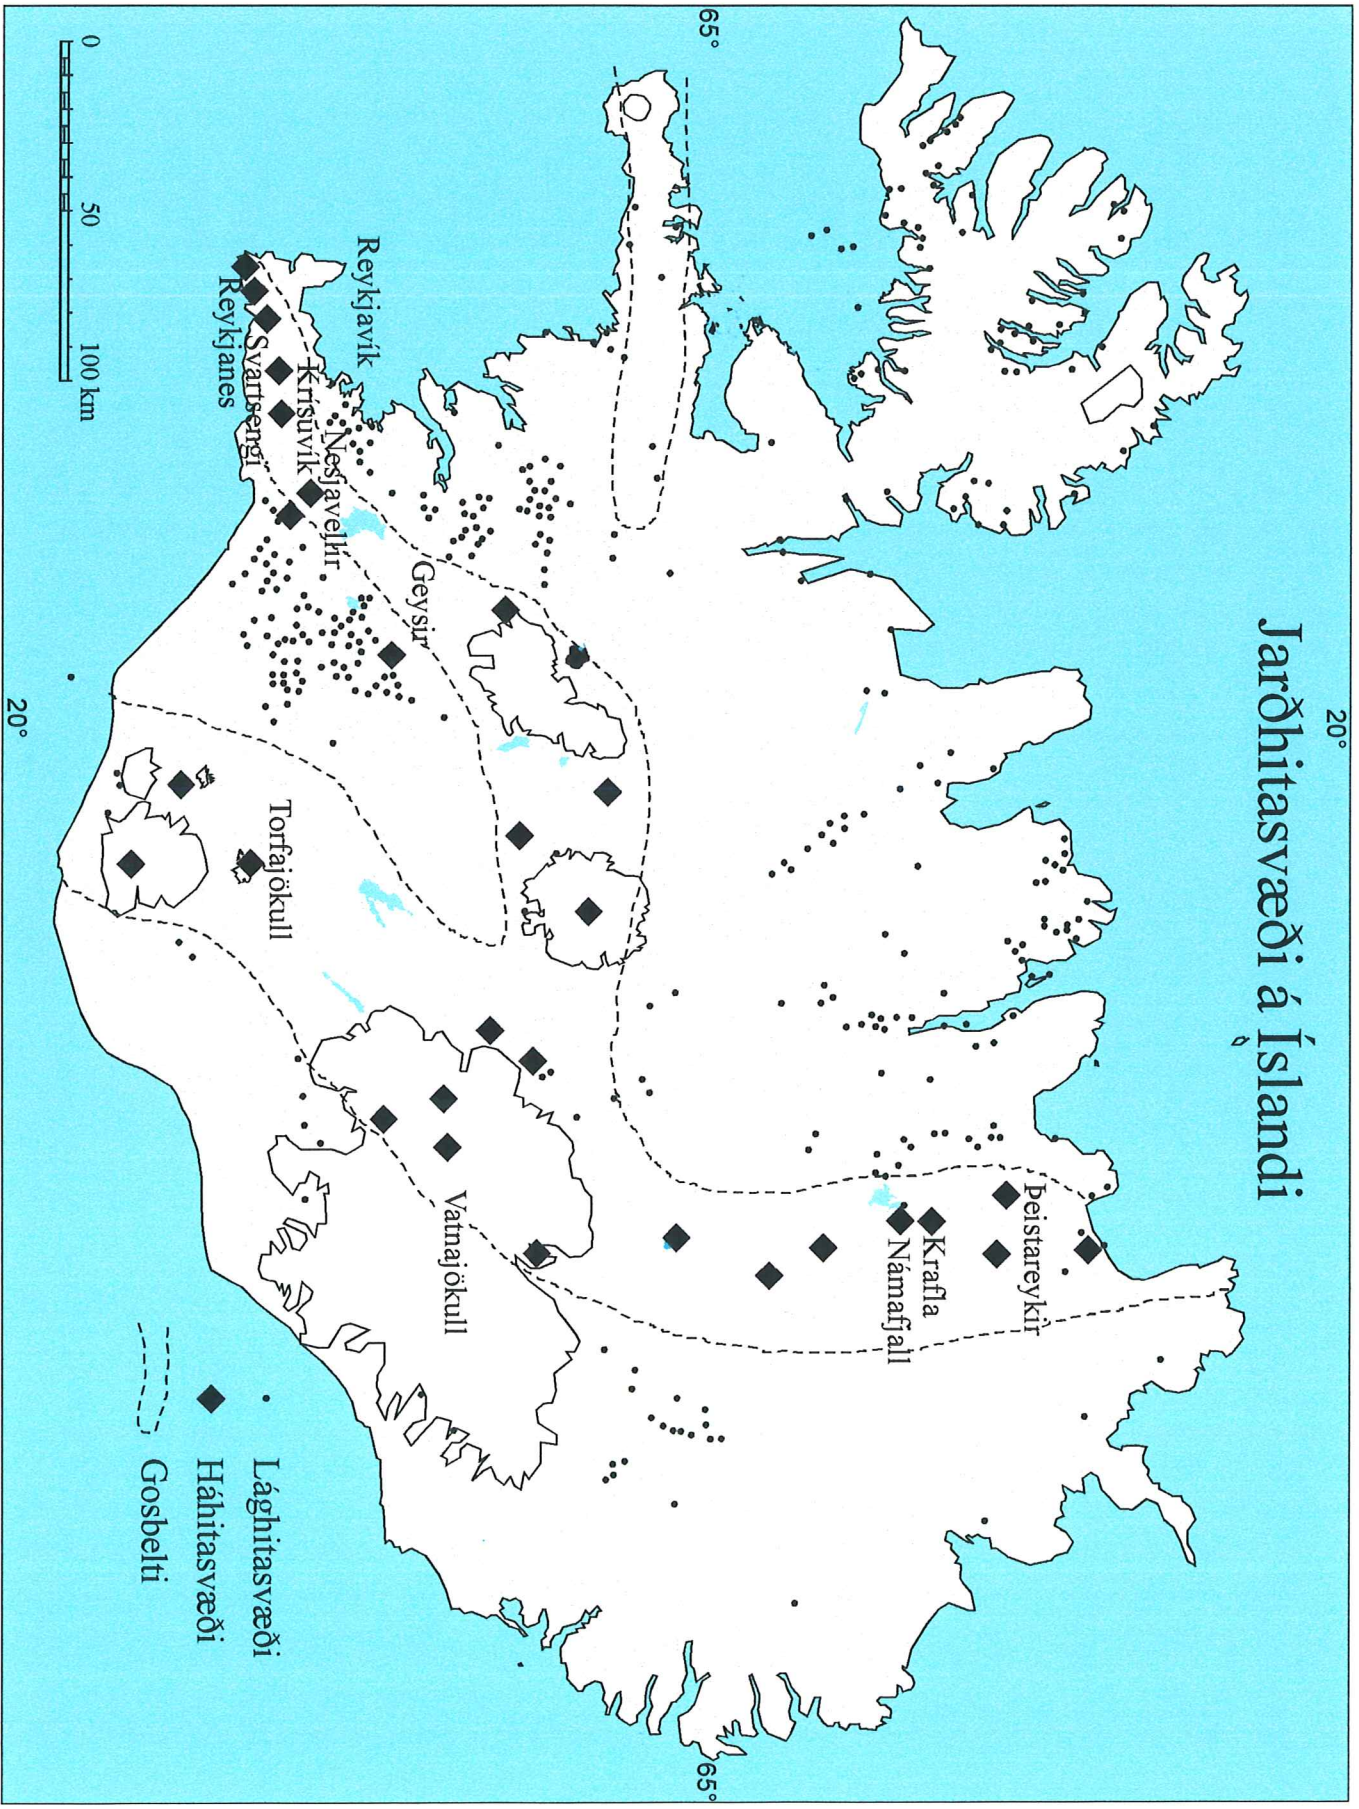 Jarðhitasvæði á Íslandi
20°
65°
65°
Þeistareykir
Krafla
Námafjall
Vatnajökull
Geysir
Reykjavík
Nesjavellir
Krísuvík
Svartsengi
Reykjanes
Torfajökull
Lághitasvæði
Háhitasvæði
Gosbelti
0 50 100 km
20°